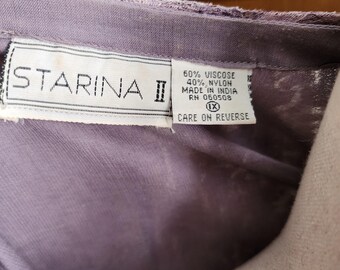 STARINA II
60% VISCOSE
40% NYLON
MADE IN INDIA
RN 060508
1X
CARE ON REVERSE